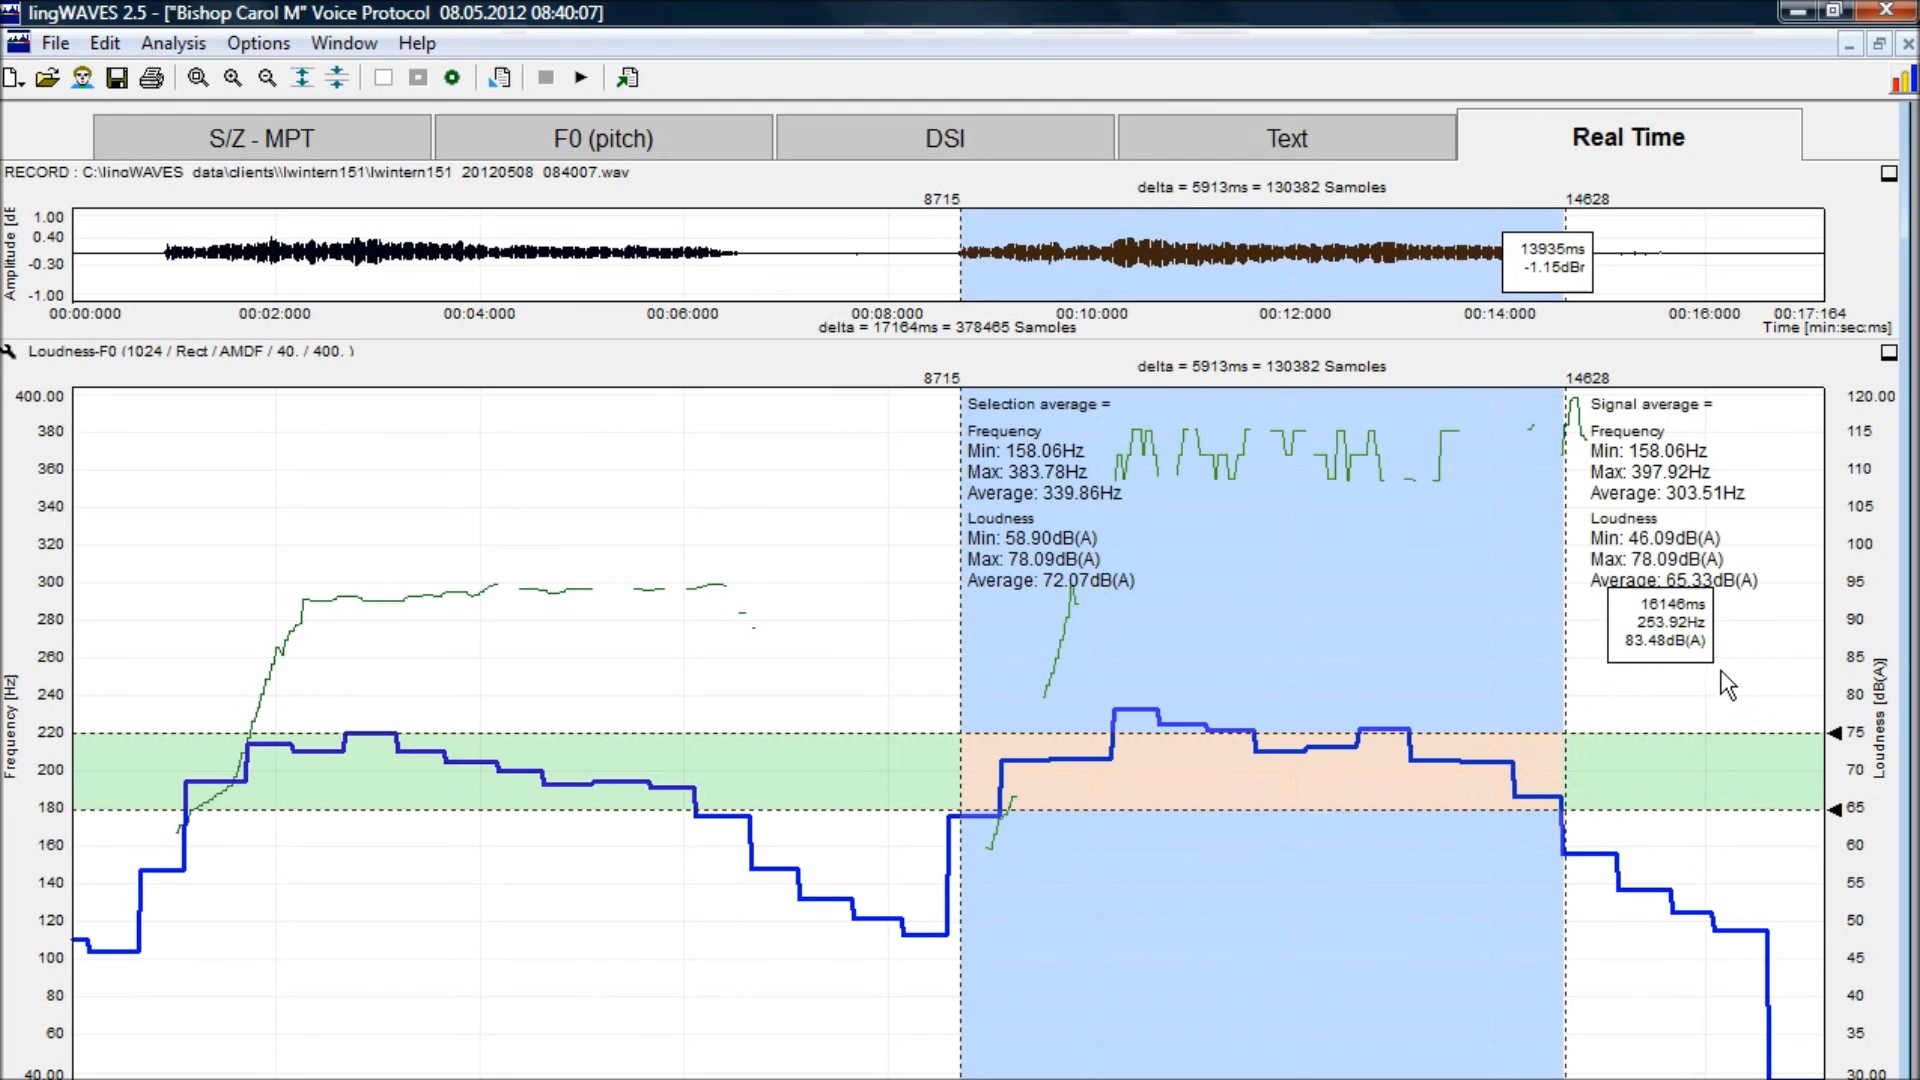 lingWAVES 2.5 - ["Bishop Carol M" Voice Protocol  08.05.2012 08:40:07]
File Edit Analysis Options Window Help
S/Z - MPT F0 (pitch) DSI Text Real Time
RECORD : C:\lingWAVES data\clients\\lwintern151\lwintern151 20120508 084007.wav
delta = 5913ms = 130382 Samples
8715 14628
Amplitude [dB
1.00
0.40
-0.30
-1.00
13935ms
-1.15dBr
00:00:000 00:02:000 00:04:000 00:06:000 00:08:000 00:10:000 00:12:000 00:14:000 00:16:000 00:17:164
delta = 17164ms = 378465 Samples
Time [min:sec:ms]
Loudness-F0 (1024 / Rect / AMDF / 40. / 400. )
delta = 5913ms = 130382 Samples
8715 14628
Frequency [Hz]
400.00
380
360
340
320
300
280
260
240
220
200
180
160
140
120
100
80
60
40.00
Selection average =
Frequency
Min: 158.06Hz
Max: 383.78Hz
Average: 339.86Hz
Loudness
Min: 58.90dB(A)
Max: 78.09dB(A)
Average: 72.07dB(A)
Signal average =
Frequency
Min: 158.06Hz
Max: 397.92Hz
Average: 303.51Hz
Loudness
Min: 46.09dB(A)
Max: 78.09dB(A)
Average: 65.33dB(A)
16146ms
253.92Hz
83.48dB(A)
120.00
115
110
105
100
95
90
85
80
75
70
65
60
55
50
45
40
35
30.00
Loudness [dB(A)]